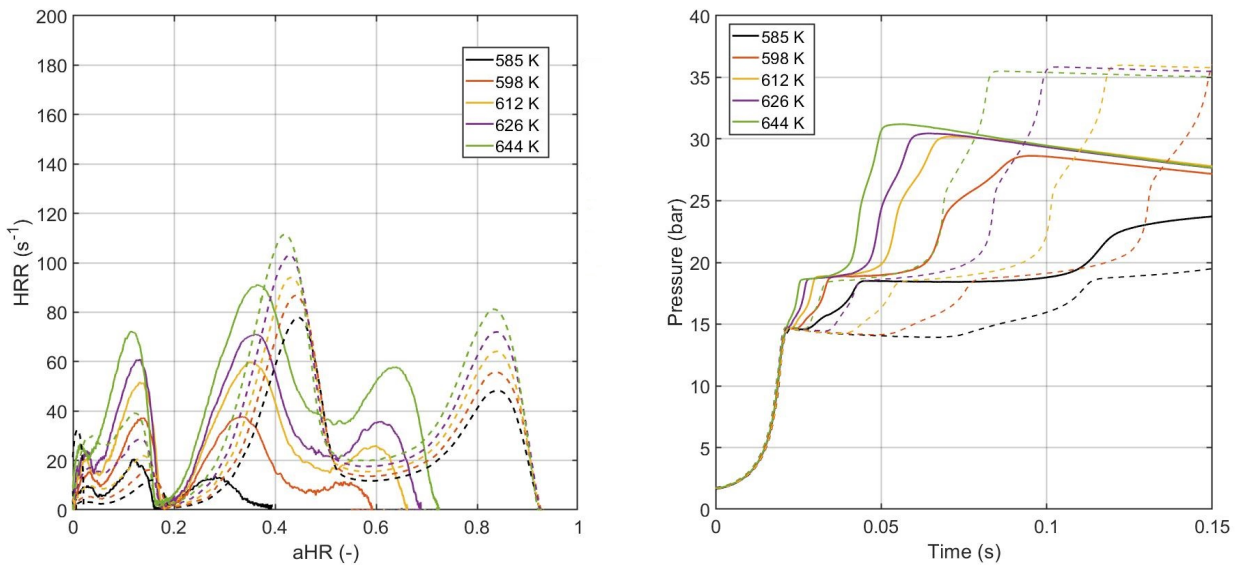 200
180
160
140
120
100
80
60
40
20
0
HRR (s⁻¹)
0 0.2 0.4 0.6 0.8 1
aHR (-)
585 K
598 K
612 K
626 K
644 K
40
35
30
25
20
15
10
5
0
Pressure (bar)
0 0.05 0.1 0.15
Time (s)
585 K
598 K
612 K
626 K
644 K